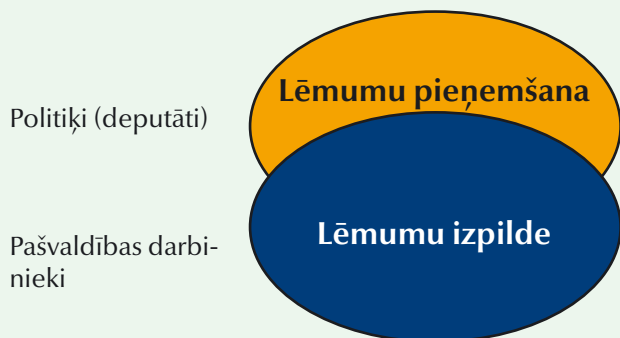 Lēmumu pieņemšana
Politiķi (deputāti)
Lēmumu izpilde
Pašvaldības darbi-
nieki